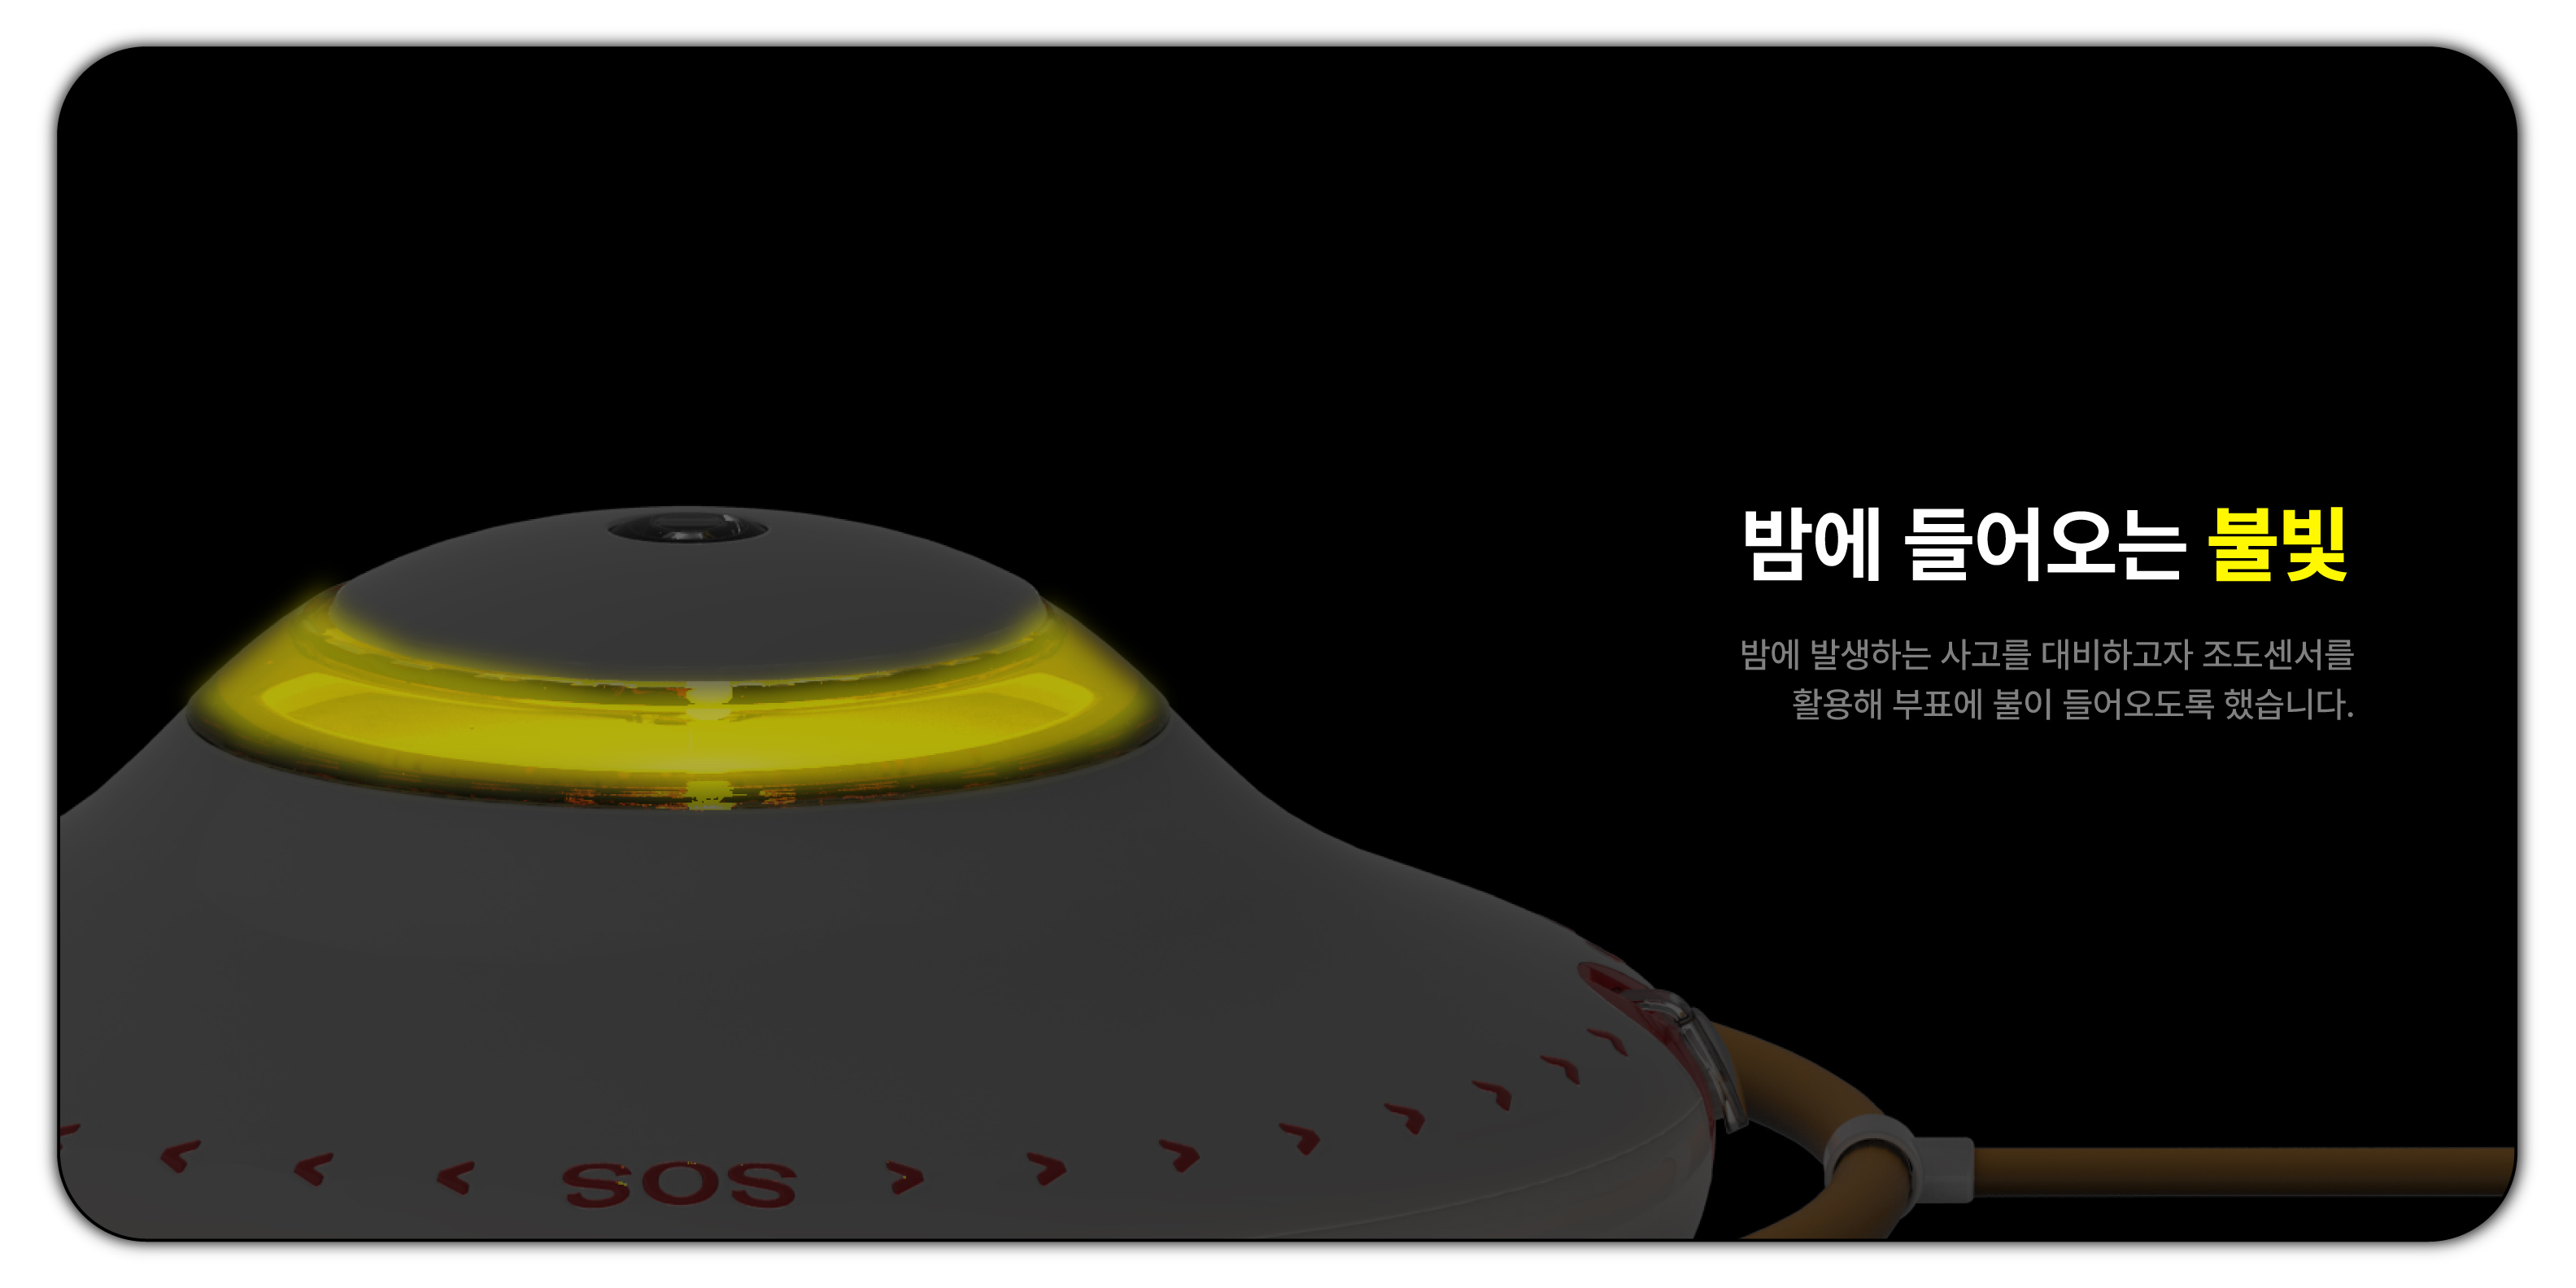 밤에 들어오는 불빛
밤에 발생하는 사고를 대비하고자 조도센서를
활용해 부표에 불이 들어오도록 했습니다.
< < < SOS > > > > > > >